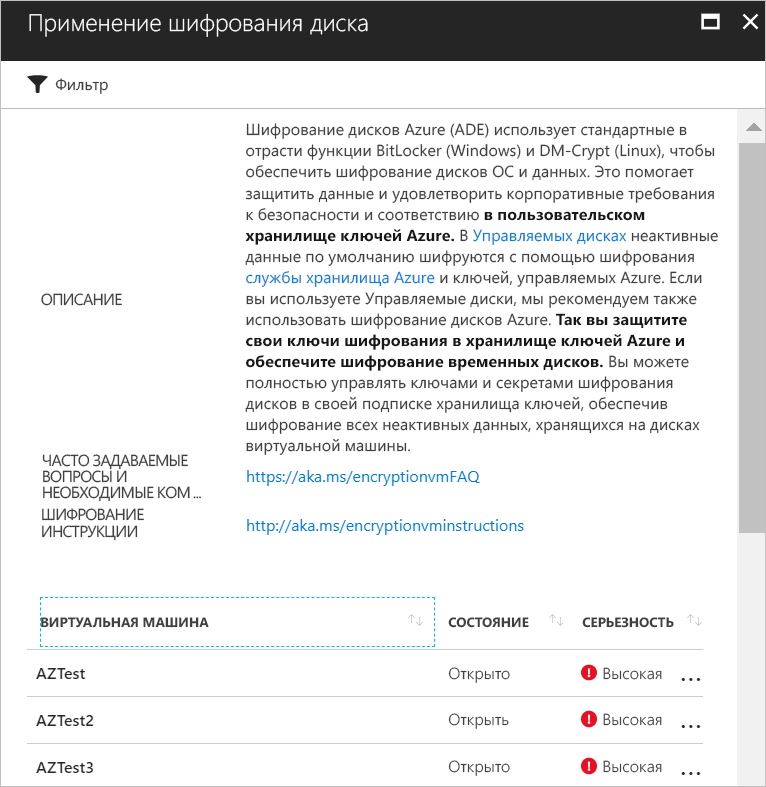 Применение шифрования диска
Фильтр
Шифрование дисков Azure (ADE) использует стандартные в
отрасти функции BitLocker (Windows) и DM-Crypt (Linux), чтобы
обеспечить шифрование дисков ОС и данных. Это помогает
защитить данные и удовлетворить корпоративные требования
к безопасности и соответствию в пользовательском
хранилище ключей Azure. В Управляемых дисках неактивные
данные по умолчанию шифруются с помощью шифрования
службы хранилища Azure и ключей, управляемых Azure. Если
вы используете Управляемые диски, мы рекомендуем также
использовать шифрование дисков Azure. Так вы защитите
свои ключи шифрования в хранилище ключей Azure и
обеспечите шифрование временных дисков. Вы можете
полностью управлять ключами и секретами шифрования
дисков в своей подписке хранилища ключей, обеспечив
шифрование всех неактивных данных, хранящихся на дисках
виртуальной машины.
ОПИСАНИЕ
ЧАСТО ЗАДАВАЕМЫЕ
ВОПРОСЫ И
НЕОБХОДИМЫЕ КОМ ...
https://aka.ms/encryptionvmFAQ
ШИФРОВАНИЕ
ИНСТРУКЦИИ
http://aka.ms/encryptionvminstructions
ВИРТУАЛЬНАЯ МАШИНА СОСТОЯНИЕ СЕРЬЕЗНОСТЬ
AZTest Открыто Высокая ...
AZTest2 Открыть Высокая ...
AZTest3 Открыто Высокая ...